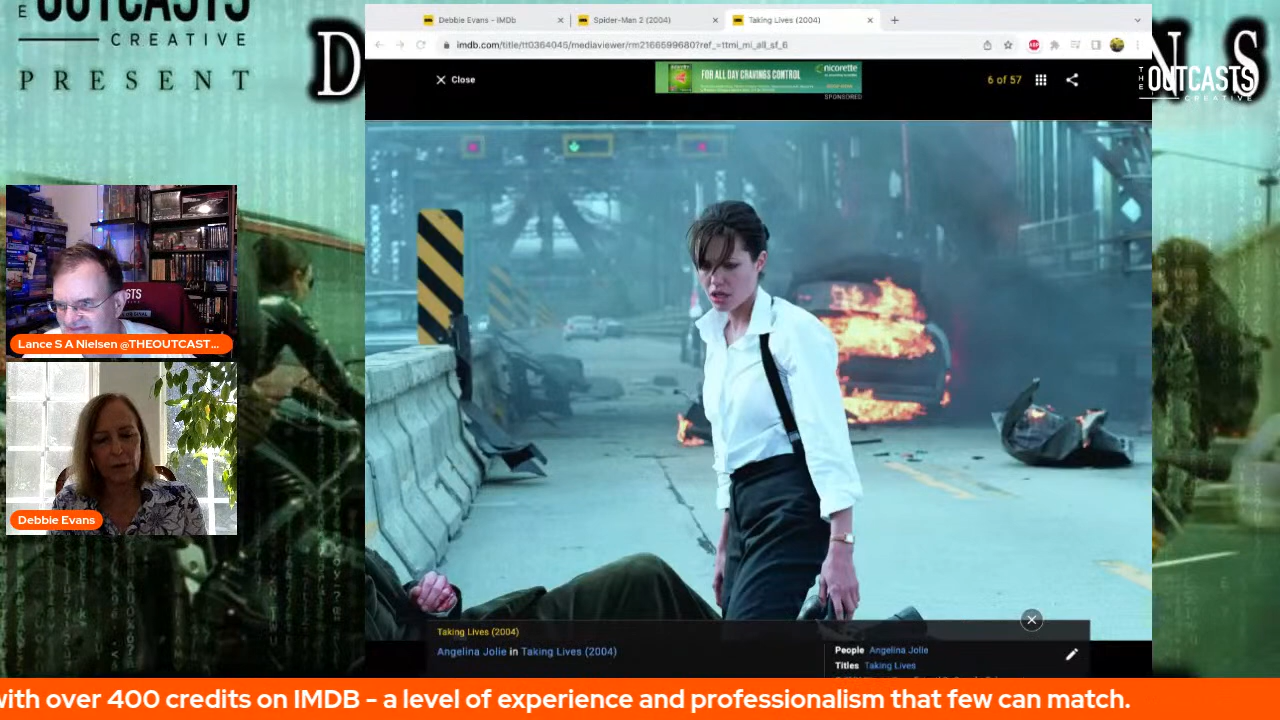 E OUTCASTS
CREATIVE
PRESENT
D
N S
Debbie Evans - IMDb
Spider-Man 2 (2004)
Taking Lives (2004)
imdb.com/title/tt0364045/mediaviewer/rm2166599680?ref_=ttmi_mi_all_sf_6
Close
FOR ALL DAY CRAVINGS CONTROL
nicorette
SPONSORED
6 of 57
THE OUTCASTS
CREATIVE
Lance S A Nielsen @THEOUTCAST...
Debbie Evans
Taking Lives (2004)
Angelina Jolie in Taking Lives (2004)
People Angelina Jolie
Titles Taking Lives
with over 400 credits on IMDB - a level of experience and professionalism that few can match.